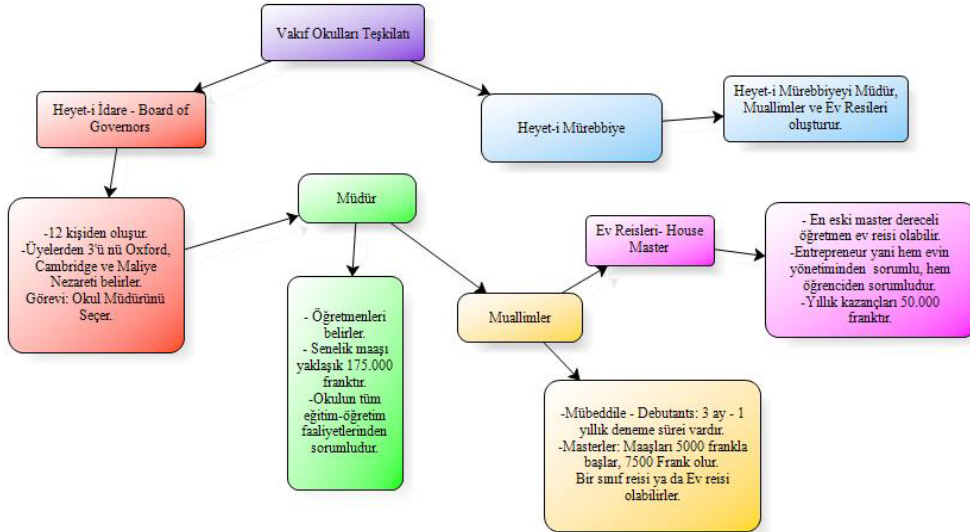 Vakıf Okulları Teşkilatı
Heyet-i İdare - Board of
Governors
Heyet-i Mürebbiye
Heyet-i Mürebbiyeyi Müdür,
Muallimler ve Ev Resileri
oluşturur.
-12 kişiden oluşur.
-Üyelerden 3'ü nü Oxford,
Cambridge ve Maliye
Nezareti belirler.
Görevi: Okul Müdürünü
Seçer.
Müdür
Ev Reisleri- House
Master
- En eski master dereceli
öğretmen ev reisi olabilir.
-Entrepreneur yani hem evin
yönetiminden sorumlu, hem
öğrenciden sorumludur.
-Yıllık kazançları 50.000
franktır.
- Öğretmenleri
belirler.
- Senelik maaşı
yaklaşık 175.000
franktır.
-Okulun tüm
eğitim-öğretim
faaliyetlerinden
sorumludur.
Muallimler
-Mübeddile - Debutants: 3 ay - 1
yıllık deneme sürei vardır.
-Masterler: Maaşları 5000 frankla
başlar, 7500 Frank olur.
Bir sınıf reisi ya da Ev reisi
olabilirler.